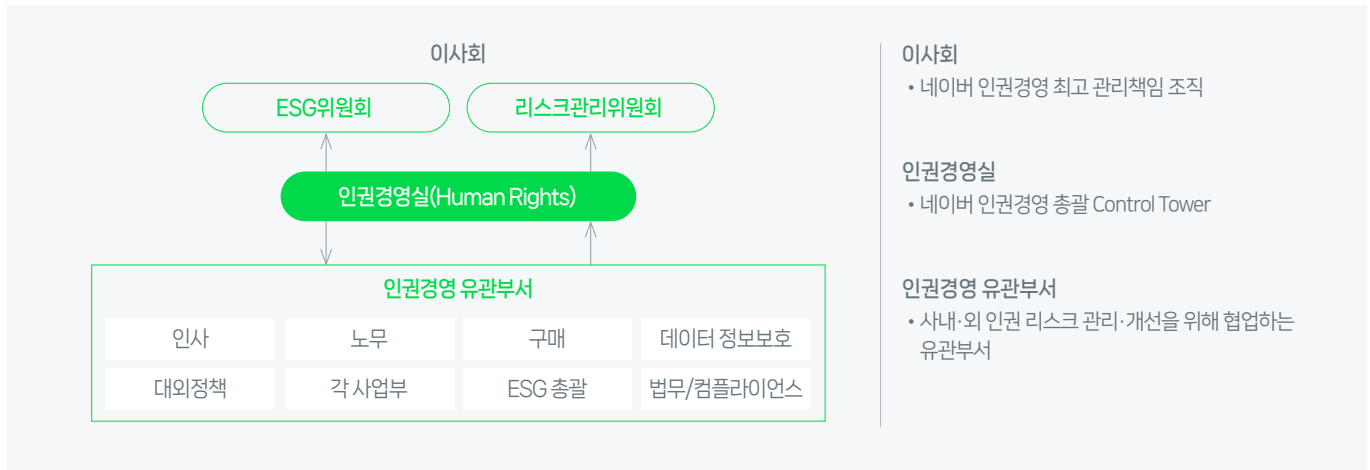 이사회
ESG위원회
리스크관리위원회
인권경영실(Human Rights)
인권경영 유관부서
인사
노무
구매
데이터 정보보호
대외정책
각 사업부
ESG 총괄
법무/컴플라이언스
이사회
• 네이버 인권경영 최고 관리책임 조직
인권경영실
• 네이버 인권경영 총괄 Control Tower
인권경영 유관부서
• 사내·외 인권 리스크 관리·개선을 위해 협업하는
유관부서